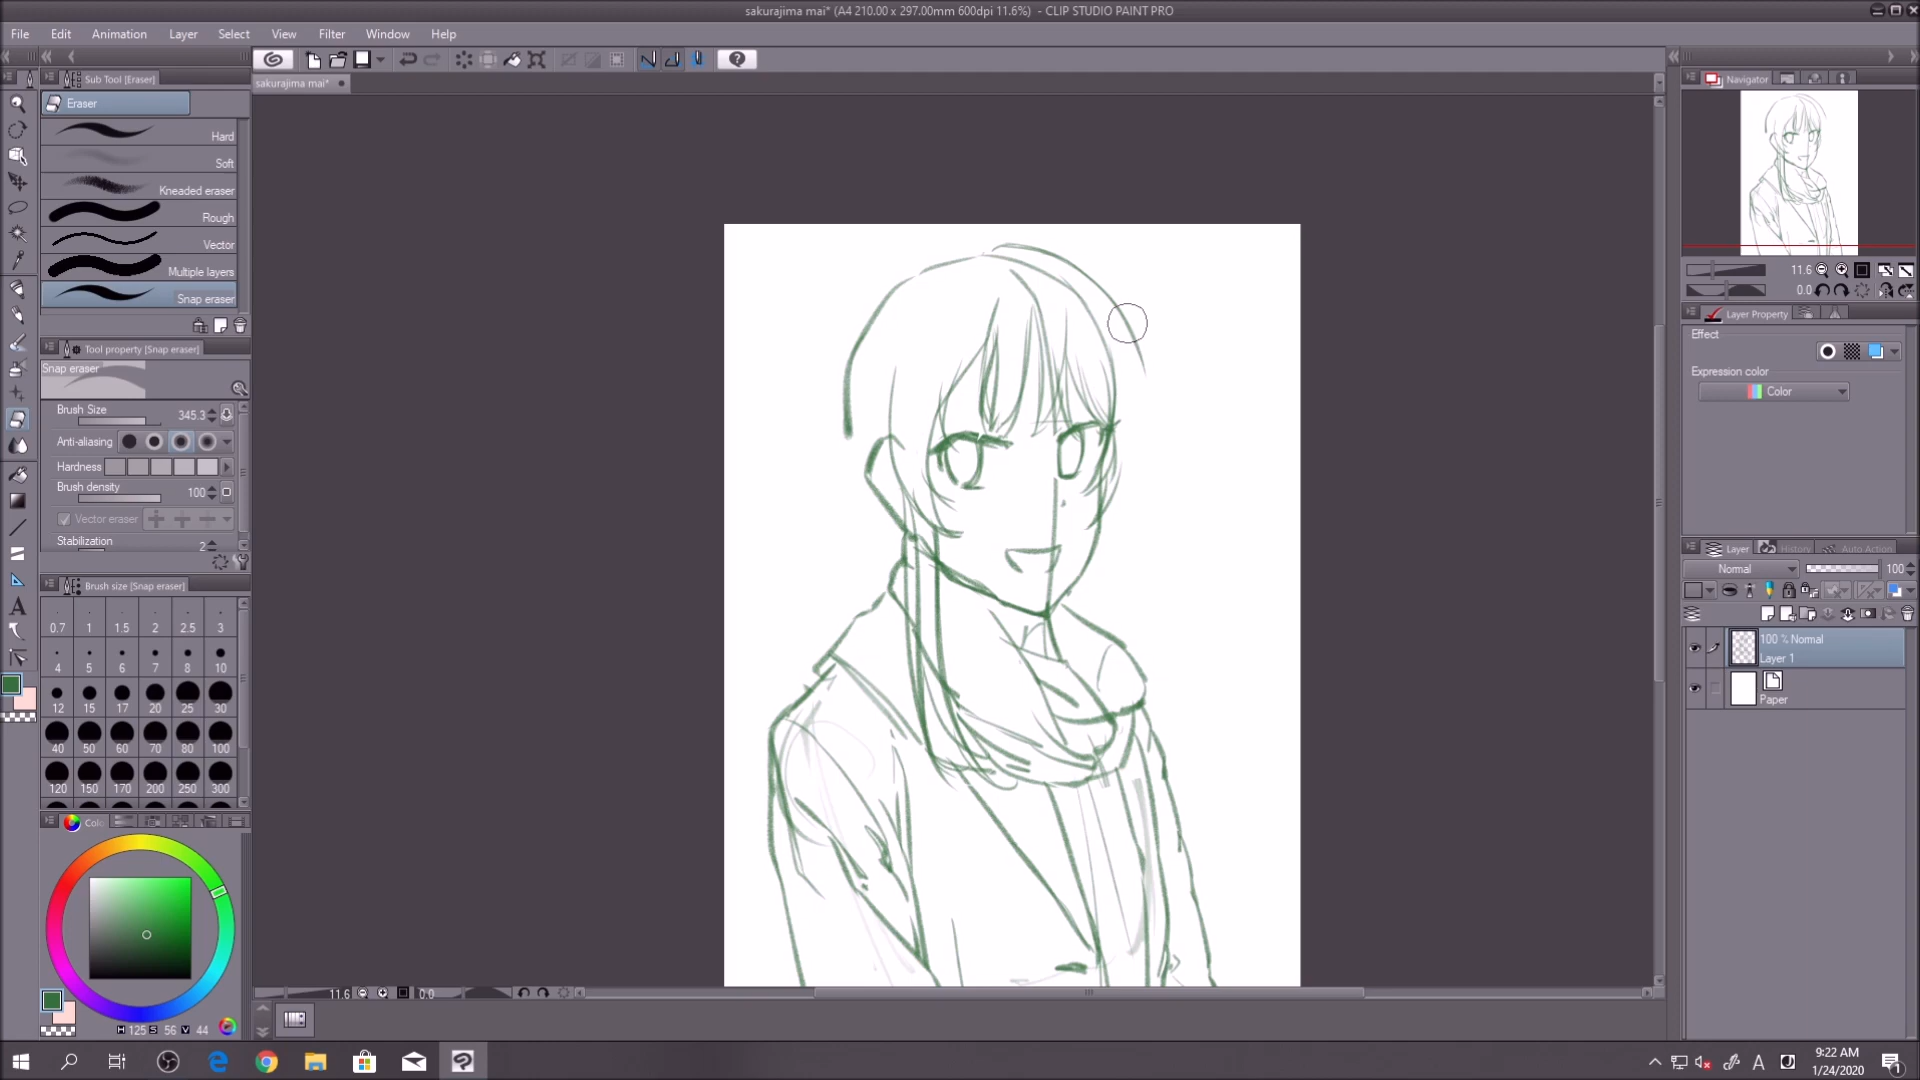 sakurajima mai* (A4 210.00 x 297.00mm 600dpi 11.6%) - CLIP STUDIO PAINT PRO
File Edit Animation Layer Select View Filter Window Help
Sub Tool [Eraser]
sakurajima mai*
Navigator
Eraser
Hard
Soft
Kneaded eraser
Rough
Vector
Multiple layers
Snap eraser
11.6
0.0
Layer Property
Effect
Expression color
Color
Tool property [Snap eraser]
Snap eraser
Brush Size 345.3
Anti-aliasing
Hardness
Brush density 100
Vector eraser
Stabilization 2
Layer History Auto Action
Normal 100
100 % Normal
Layer 1
Paper
Brush size [Snap eraser]
0.7 1 1.5 2 2.5 3
4 5 6 7 8 10
12 15 17 20 25 30
40 50 60 70 80 100
120 150 170 200 250 300
Colo
H 125 S 56 V 44
11.6 0.0
A
9:22 AM
1/24/2020
1